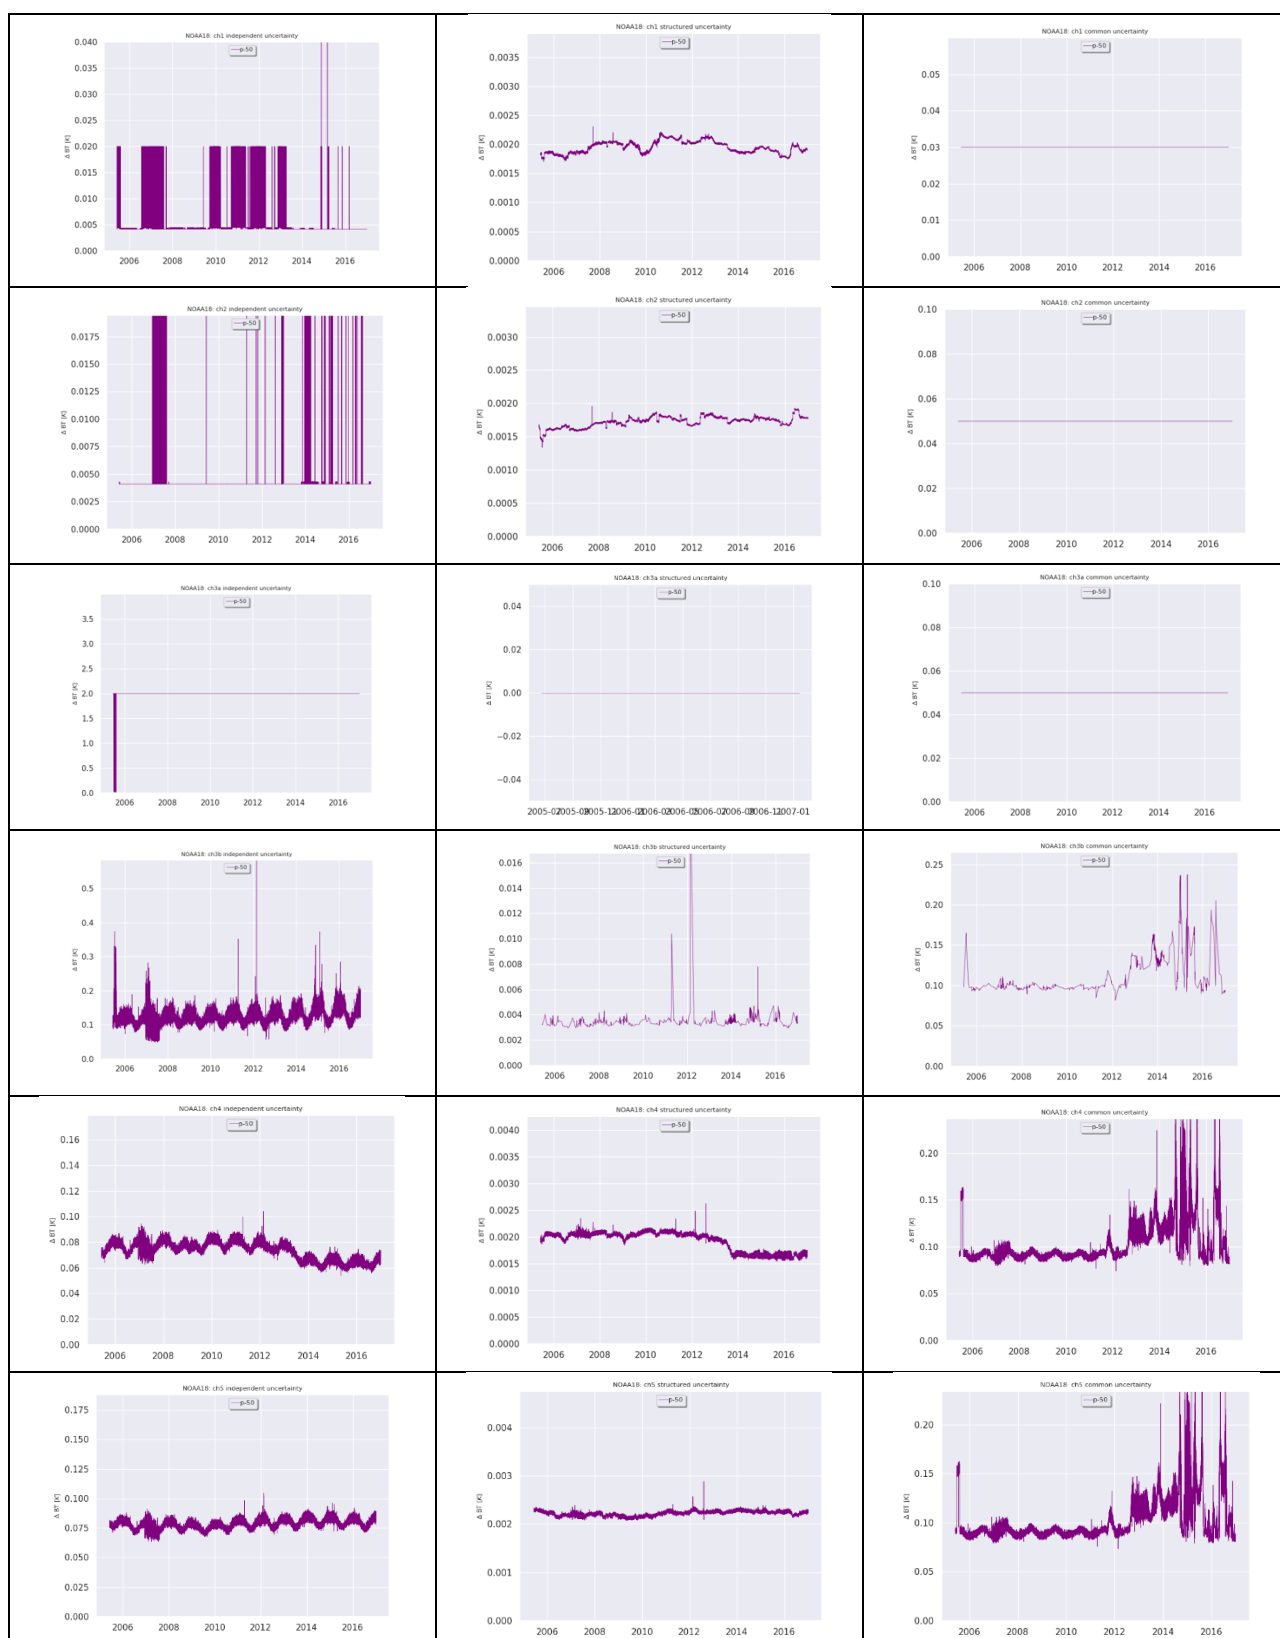 NOAA18: ch1 independent uncertainty
p-50
0.040
0.035
0.030
0.025
0.020
0.015
0.010
0.005
0.000
Δ BT [K]
2006 2008 2010 2012 2014 2016
NOAA18: ch1 structured uncertainty
p-50
0.0035
0.0030
0.0025
0.0020
0.0015
0.0010
0.0005
0.0000
Δ BT [K]
2006 2008 2010 2012 2014 2016
NOAA18: ch1 common uncertainty
p-50
0.05
0.04
0.03
0.02
0.01
0.00
Δ BT [K]
2006 2008 2010 2012 2014 2016
NOAA18: ch2 independent uncertainty
p-50
0.0175
0.0150
0.0125
0.0100
0.0075
0.0050
0.0025
0.0000
Δ BT [K]
2006 2008 2010 2012 2014 2016
NOAA18: ch2 structured uncertainty
p-50
0.0030
0.0025
0.0020
0.0015
0.0010
0.0005
0.0000
Δ BT [K]
2006 2008 2010 2012 2014 2016
NOAA18: ch2 common uncertainty
p-50
0.10
0.08
0.06
0.04
0.02
0.00
Δ BT [K]
2006 2008 2010 2012 2014 2016
NOAA18: ch3a independent uncertainty
p-50
3.5
3.0
2.5
2.0
1.5
1.0
0.5
0.0
Δ BT [K]
2006 2008 2010 2012 2014 2016
NOAA18: ch3a structured uncertainty
p-50
0.04
0.02
0.00
−0.02
−0.04
Δ BT [K]
2007-01
NOAA18: ch3a common uncertainty
p-50
0.10
0.08
0.06
0.04
0.02
0.00
Δ BT [K]
2006 2008 2010 2012 2014 2016
NOAA18: ch3b independent uncertainty
p-50
0.5
0.4
0.3
0.2
0.1
0.0
Δ BT [K]
2006 2008 2010 2012 2014 2016
NOAA18: ch3b structured uncertainty
p-50
0.016
0.014
0.012
0.010
0.008
0.006
0.004
0.002
0.000
Δ BT [K]
2006 2008 2010 2012 2014 2016
NOAA18: ch3b common uncertainty
p-50
0.25
0.20
0.15
0.10
0.05
0.00
Δ BT [K]
2006 2008 2010 2012 2014 2016
NOAA18: ch4 independent uncertainty
p-50
0.16
0.14
0.12
0.10
0.08
0.06
0.04
0.02
0.00
Δ BT [K]
2006 2008 2010 2012 2014 2016
NOAA18: ch4 structured uncertainty
p-50
0.0040
0.0035
0.0030
0.0025
0.0020
0.0015
0.0010
0.0005
0.0000
Δ BT [K]
2006 2008 2010 2012 2014 2016
NOAA18: ch4 common uncertainty
p-50
0.20
0.15
0.10
0.05
0.00
Δ BT [K]
2006 2008 2010 2012 2014 2016
NOAA18: ch5 independent uncertainty
p-50
0.175
0.150
0.125
0.100
0.075
0.050
0.025
0.000
Δ BT [K]
2006 2008 2010 2012 2014 2016
NOAA18: ch5 structured uncertainty
p-50
0.004
0.003
0.002
0.001
0.000
Δ BT [K]
2006 2008 2010 2012 2014 2016
NOAA18: ch5 common uncertainty
p-50
0.20
0.15
0.10
0.05
0.00
Δ BT [K]
2006 2008 2010 2012 2014 2016